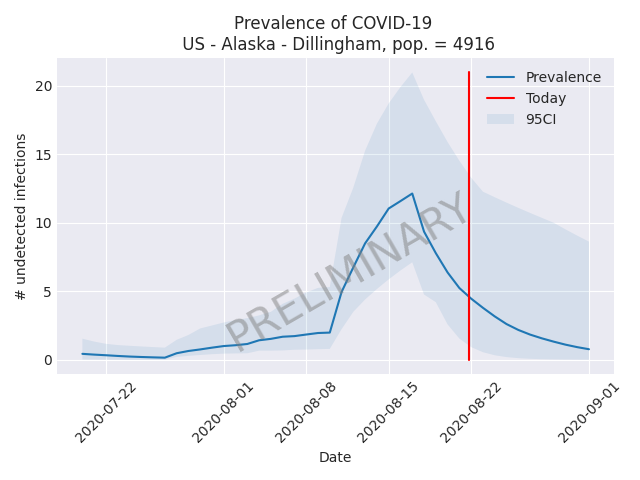 Prevalence of COVID-19
US - Alaska - Dillingham, pop. = 4916
# undetected infections
20
15
10
5
0
Prevalence
Today
95CI
PRELIMINARY
2020-07-22
2020-08-01
2020-08-08
2020-08-15
2020-08-22
2020-09-01
Date